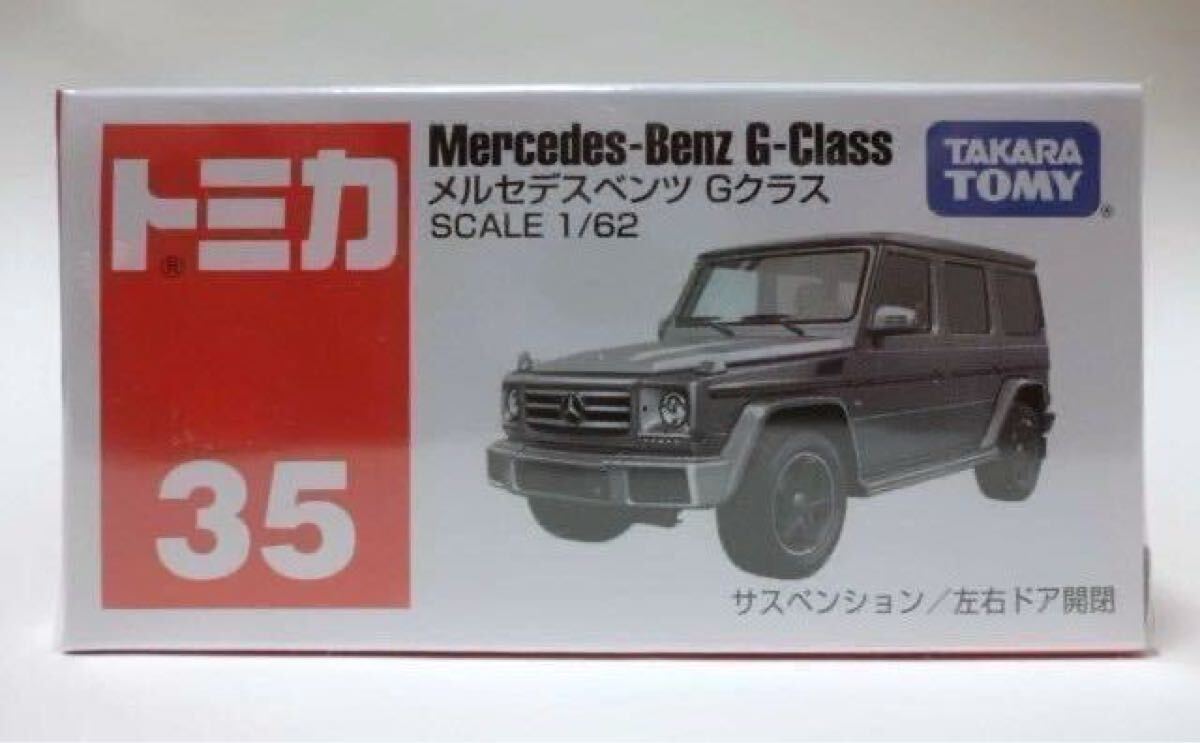 トミカ
®
35
Mercedes-Benz G-Class
メルセデスベンツ Gクラス
SCALE 1/62
TAKARA
TOMY
®
サスペンション/左右ドア開閉